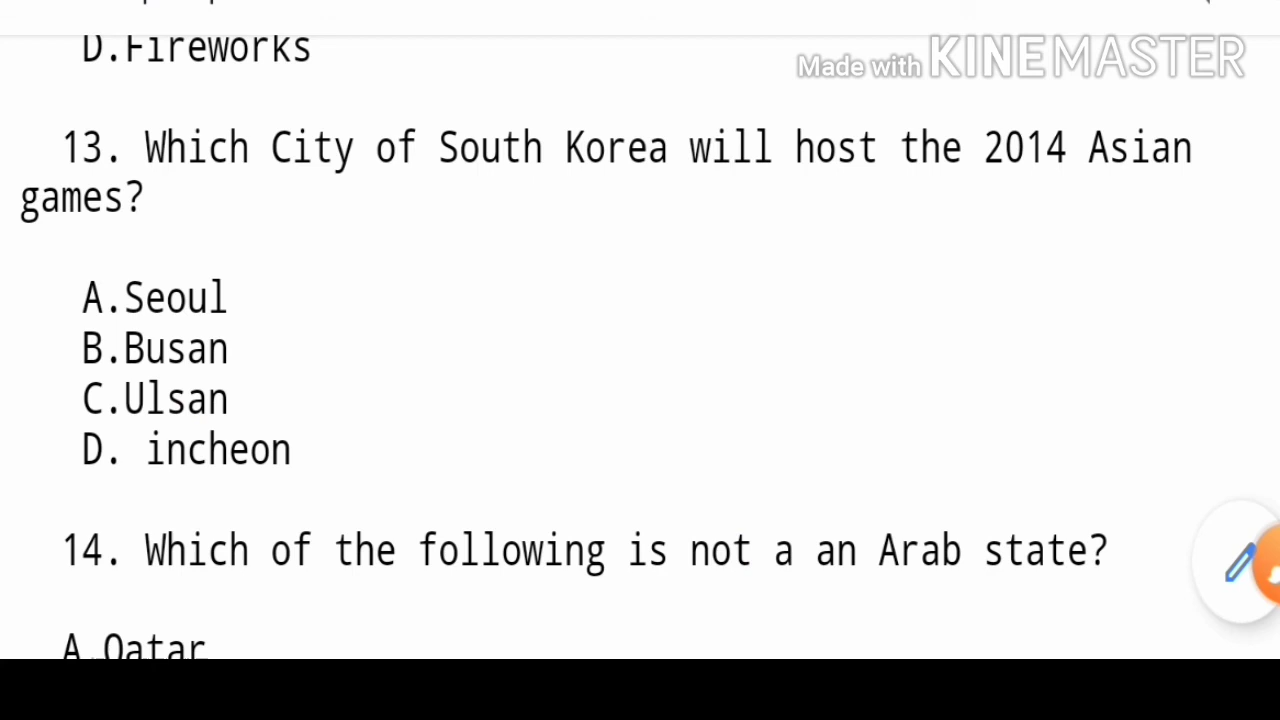 D.Fireworks
Made with KINEMASTER
13. Which City of South Korea will host the 2014 Asian
games?
A.Seoul
B.Busan
C.Ulsan
D. incheon
14. Which of the following is not a an Arab state?
A.Qatar